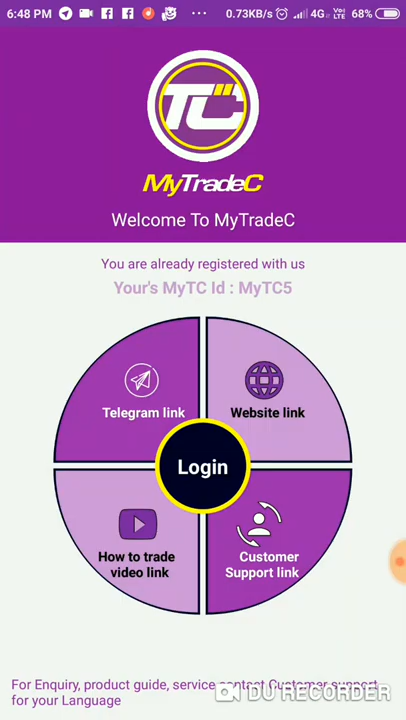 6:48 PM ... 0.73KB/s 4G Vo LTE 68%
TC
MyTradeC
Welcome To MyTradeC
You are already registered with us
Your's MyTC Id : MyTC5
Telegram link
Website link
Login
How to trade
video link
Customer
Support link
For Enquiry, product guide, service contact Customer support
for your Language
DU RECORDER